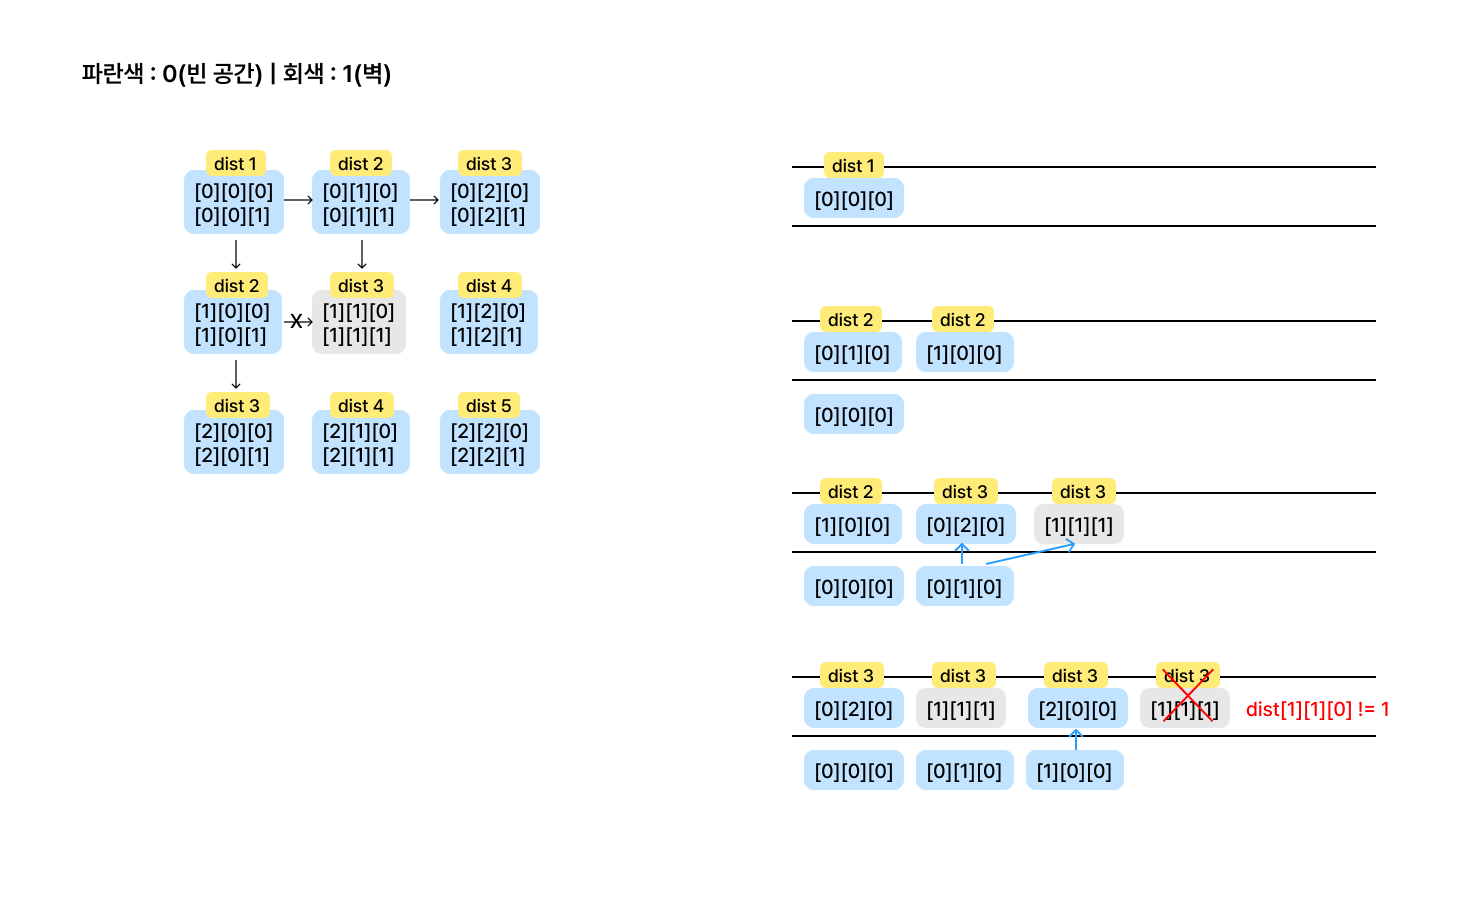 파란색 : 0(빈 공간) | 회색 : 1(벽)
dist 1
dist 2
dist 3
[0][0][0]
[0][0][1]
[0][1][0]
[0][1][1]
[0][2][0]
[0][2][1]
dist 2
dist 3
dist 4
[1][0][0]
[1][0][1]
X
[1][1][0]
[1][1][1]
[1][2][0]
[1][2][1]
dist 3
dist 4
dist 5
[2][0][0]
[2][0][1]
[2][1][0]
[2][1][1]
[2][2][0]
[2][2][1]
dist 1
[0][0][0]
dist 2
dist 2
[0][1][0]
[1][0][0]
[0][0][0]
dist 2
dist 3
dist 3
[1][0][0]
[0][2][0]
[1][1][1]
[0][0][0]
[0][1][0]
dist 3
dist 3
dist 3
dist 3
[0][2][0]
[1][1][1]
[2][0][0]
[1][1][1]
dist[1][1][0] != 1
[0][0][0]
[0][1][0]
[1][0][0]